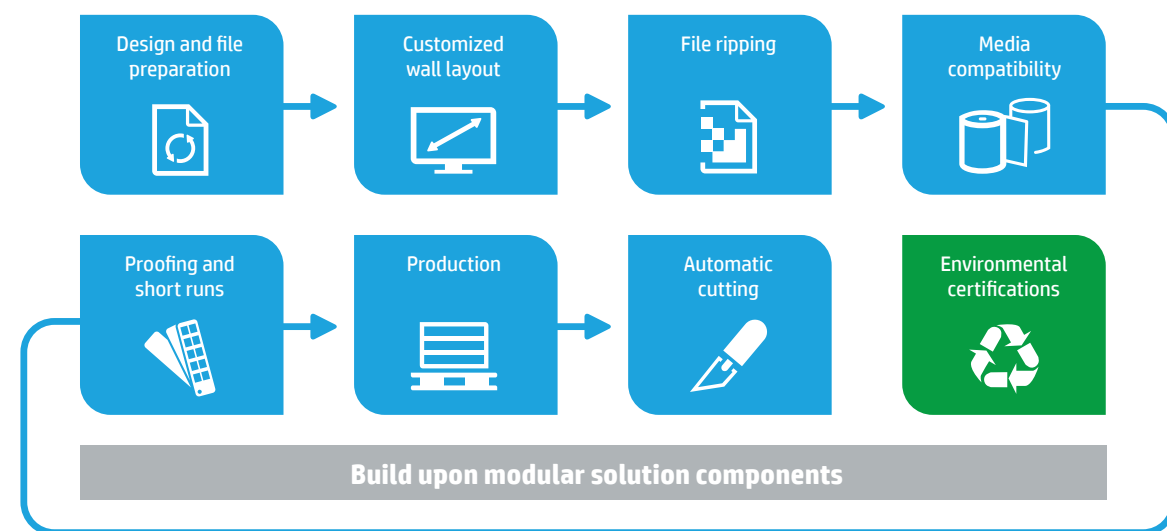 Design and file
preparation
Customized
wall layout
File ripping
Media
compatibility
Proofing and
short runs
Production
Automatic
cutting
Environmental
certifications
Build upon modular solution components